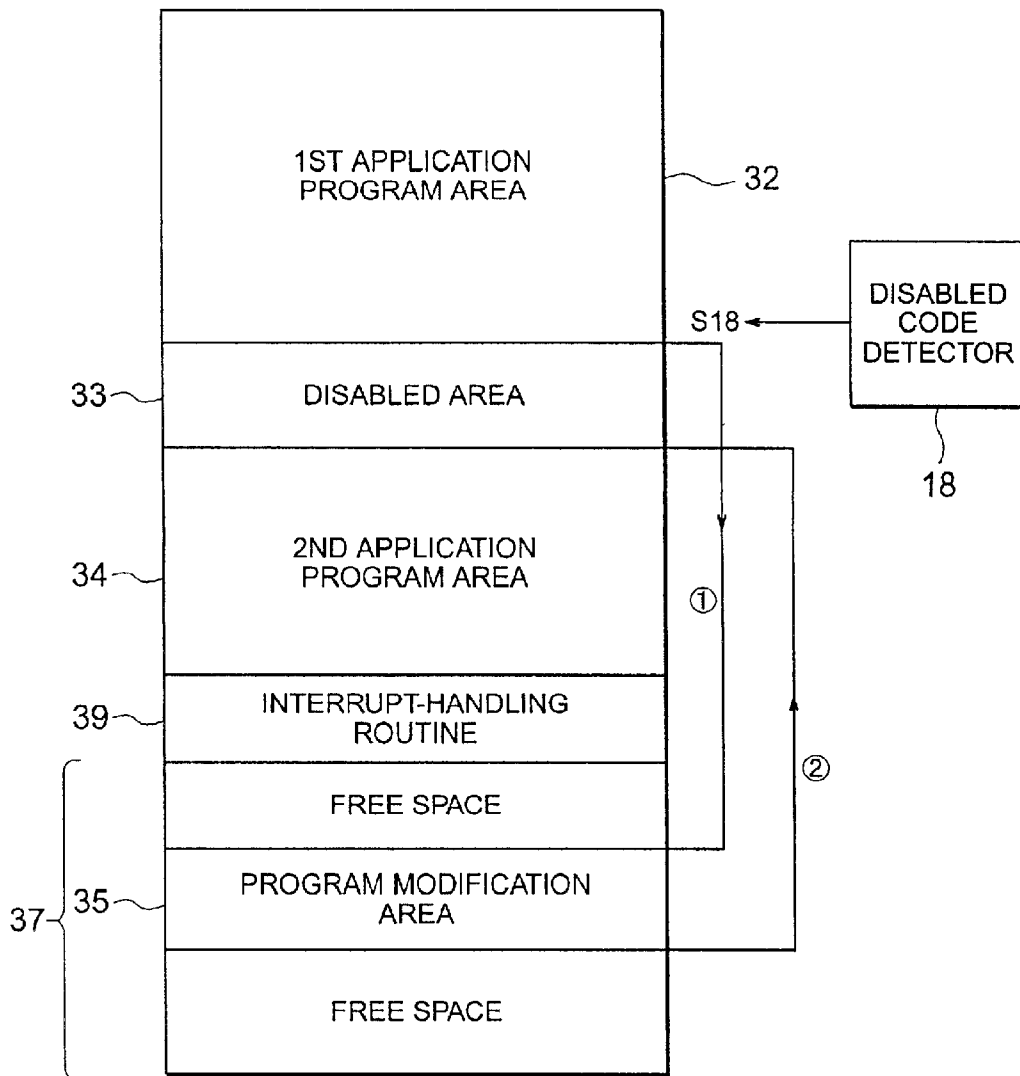 1ST APPLICATION
PROGRAM AREA
32
DISABLED
CODE
DETECTOR
S18
18
33
DISABLED AREA
2ND APPLICATION
PROGRAM AREA
34
①
39
INTERRUPT-HANDLING
ROUTINE
②
FREE SPACE
37
35
PROGRAM MODIFICATION
AREA
FREE SPACE